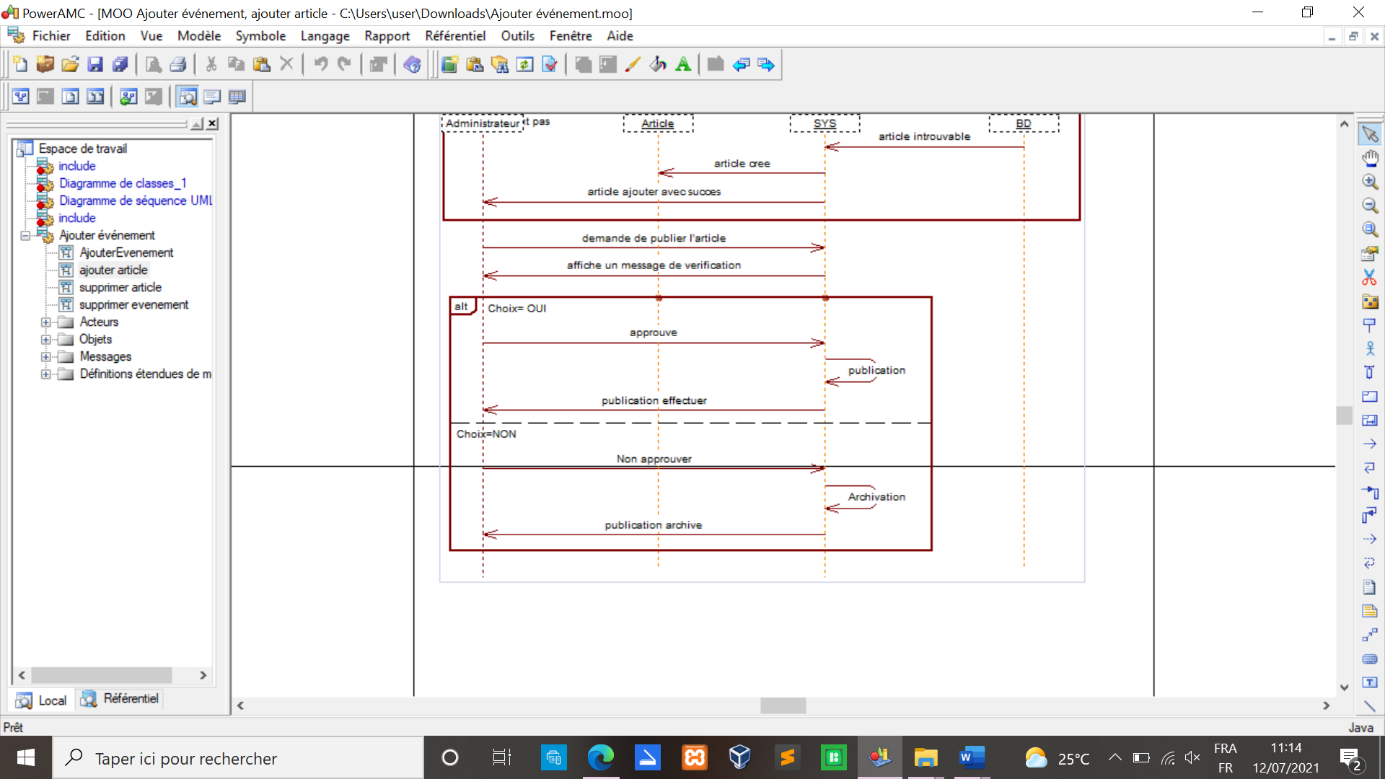 PowerAMC - [MOO Ajouter événement, ajouter article - C:\Users\user\Downloads\Ajouter événement.moo]
Fichier Edition Vue Modèle Symbole Langage Rapport Référentiel Outils Fenêtre Aide
Espace de travail
include
Diagramme de classes_1
Diagramme de séquence UML
include
Ajouter événement
AjouterEvenement
ajouter article
supprimer article
supprimer evenement
Acteurs
Objets
Messages
Définitions étendues de m
Local Référentiel
Administrateur t pas Article SYS BD
article introuvable
article cree
article ajouter avec succes
demande de publier l'article
affiche un message de verification
alt Choix= OUI
approuve
publication
publication effectuer
Choix=NON
Non approuver
Archivation
publication archive
Prêt Java
Taper ici pour rechercher
25°C
FRA
FR
11:14
12/07/2021
2